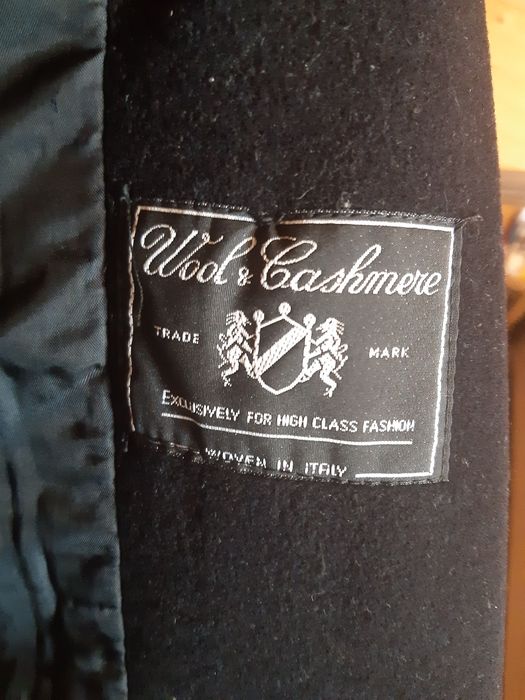 Wool & Cashmere
TRADE MARK
EXCLUSIVELY FOR HIGH CLASS FASHION
WOVEN IN ITALY